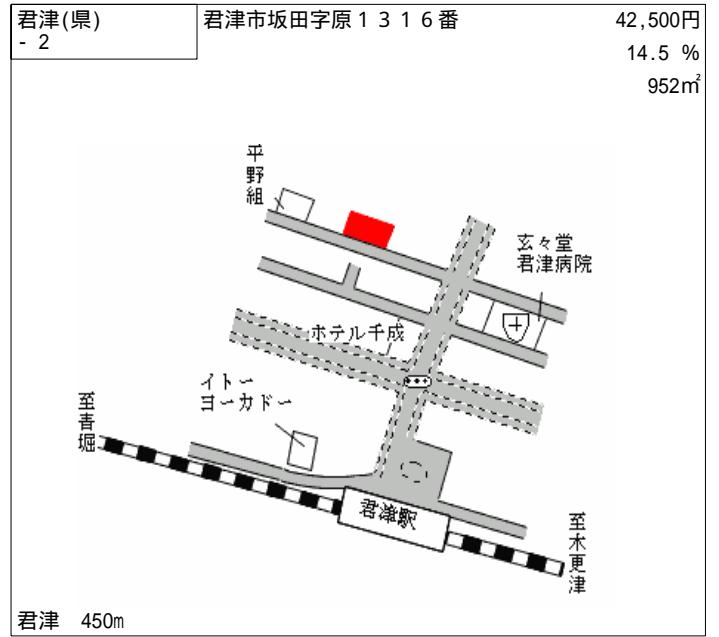 君津(県)
- 2
君津市坂田字原１３１６番
42,500円
14.5 %
952㎡
平野組
玄々堂
君津病院
ホテル千成
イトー
ヨーカドー
至青堀
君津駅
至木更津
君津 450m